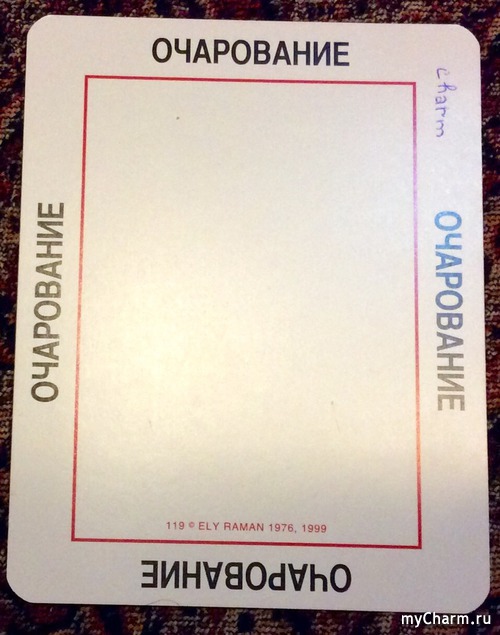 ОЧАРОВАНИЕ
charm
ОЧАРОВАНИЕ
ОЧАРОВАНИЕ
119 © ELY RAMAN 1976, 1999
ОЧАРОВАНИЕ
myCharm.ru